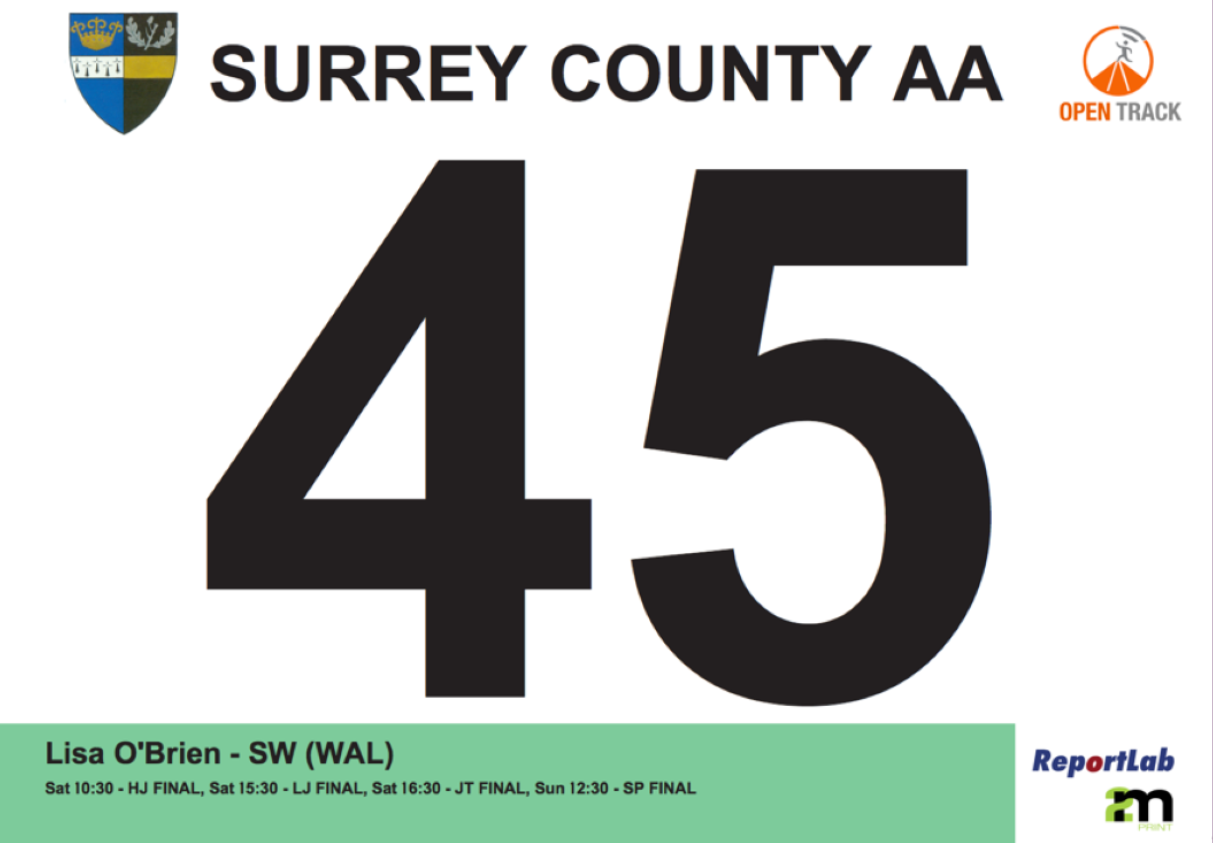 SURREY COUNTY AA
OPEN TRACK
45
Lisa O'Brien - SW (WAL)
Sat 10:30 - HJ FINAL, Sat 15:30 - LJ FINAL, Sat 16:30 - JT FINAL, Sun 12:30 - SP FINAL
ReportLab
2m
PRINT